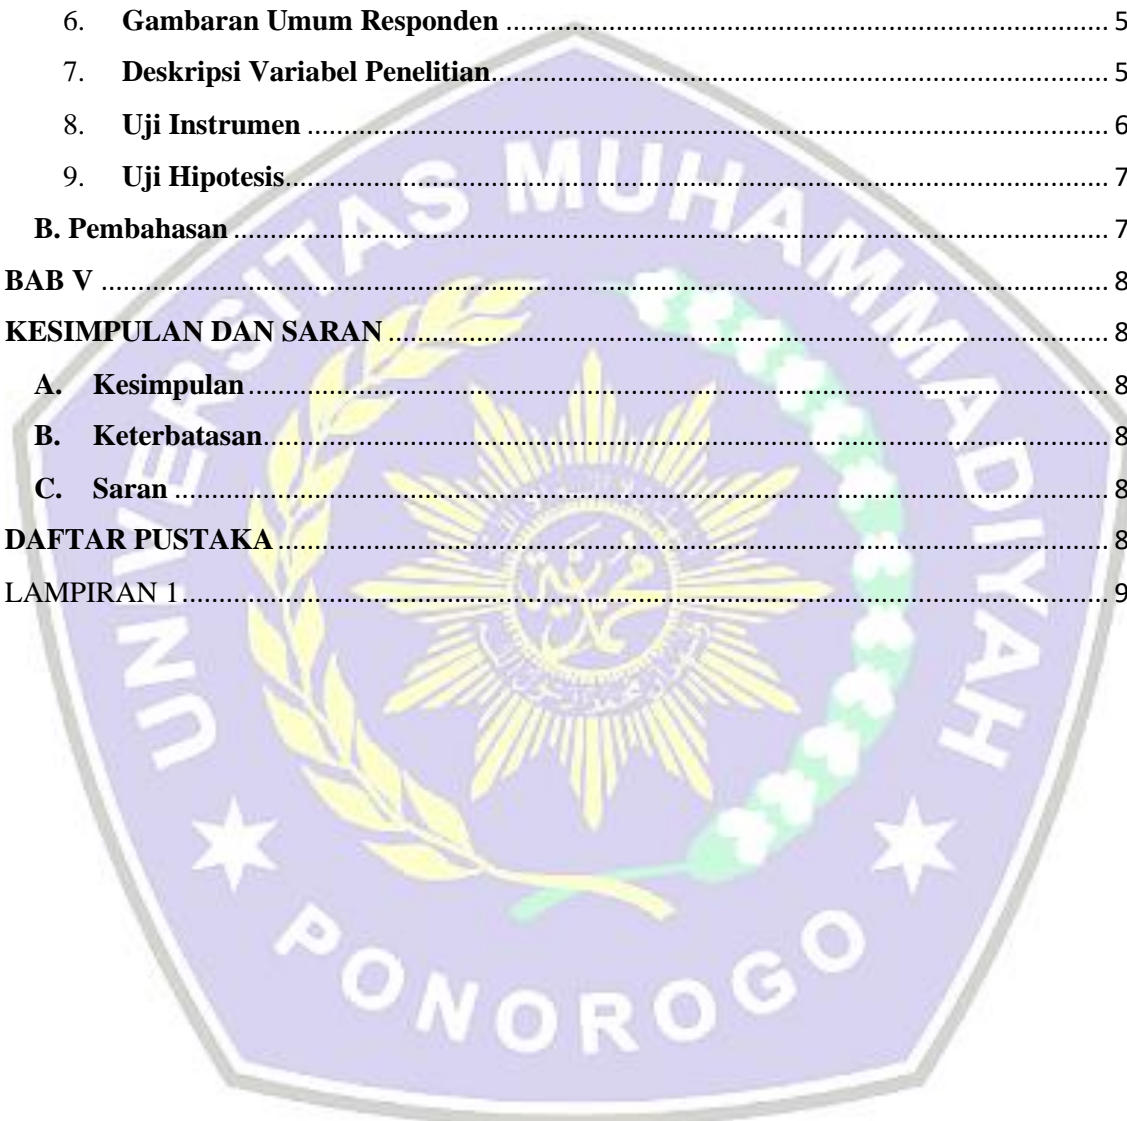 6. Gambaran Umum Responden ........ 5
7. Deskripsi Variabel Penelitian ........ 5
8. Uji Instrumen ........ 6
9. Uji Hipotesis ........ 7
B. Pembahasan ........ 7
BAB V ........ 8
KESIMPULAN DAN SARAN ........ 8
A. Kesimpulan ........ 8
B. Keterbatasan ........ 8
C. Saran ........ 8
DAFTAR PUSTAKA ........ 8
LAMPIRAN 1 ........ 9
UNIVERSITAS MUHAMMADIYAH
PONOROGO